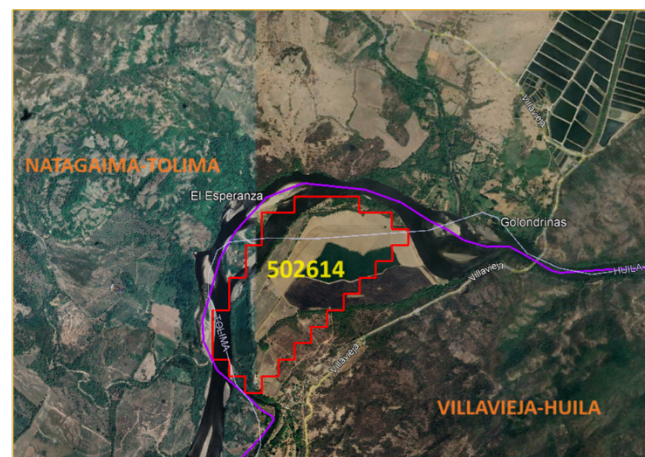 Villavieja
NATAGAIMA-TOLIMA
El Esperanza
Golondrinas
502614
HUILA
Villavieja
TOLIMA
Villavieja
VILLAVIEJA-HUILA